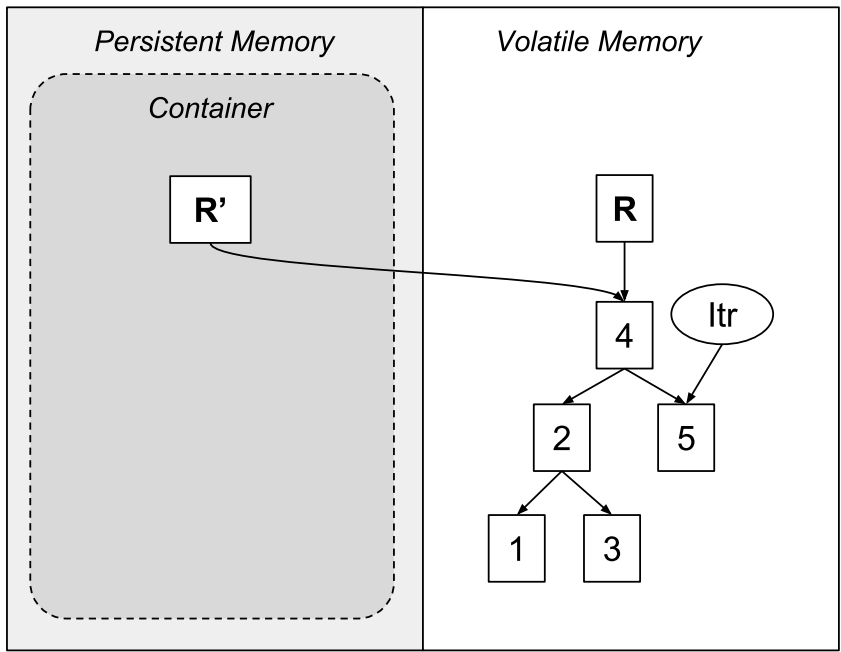 Persistent Memory
Volatile Memory
Container
R’
R
4
Itr
2
5
1
3